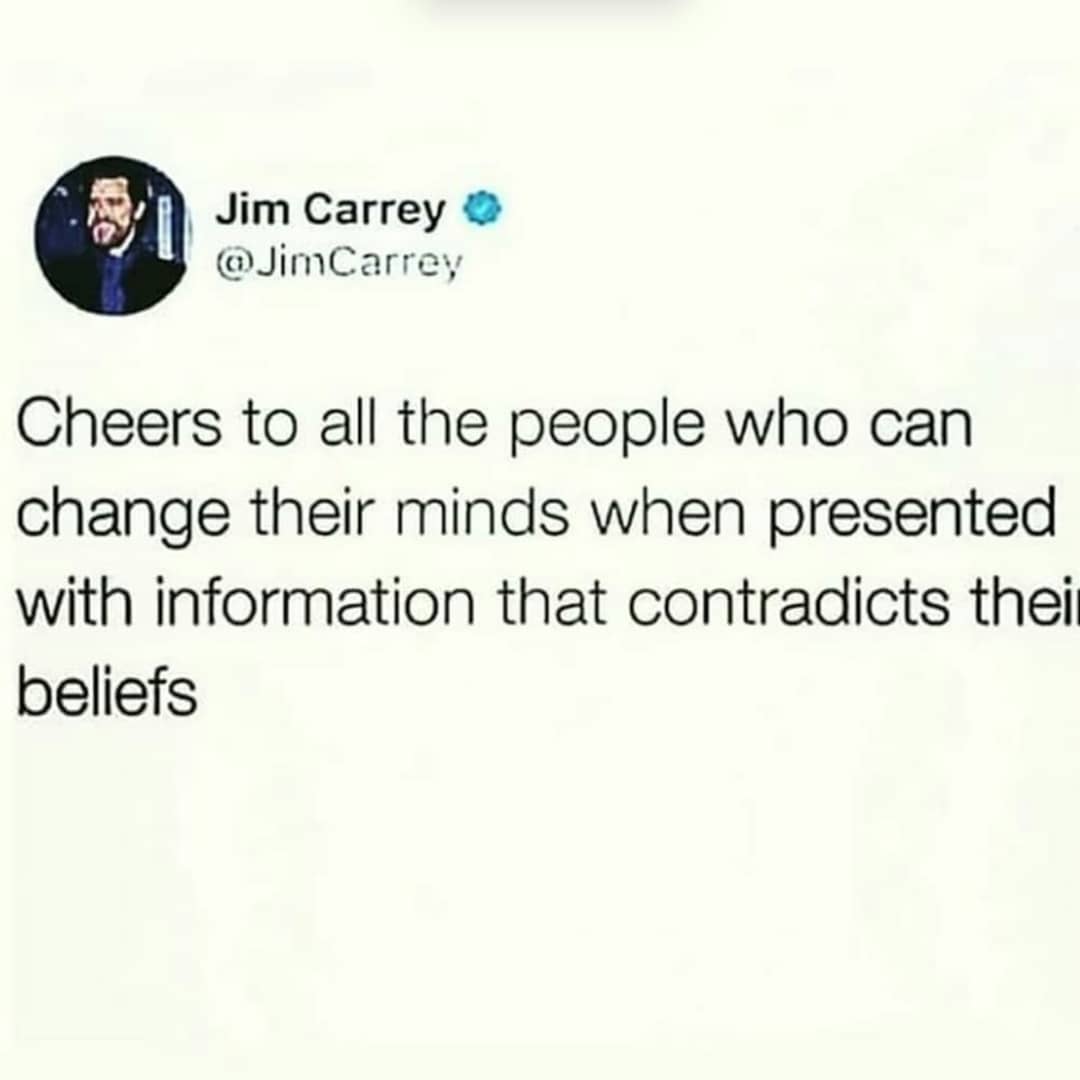 Jim Carrey
@JimCarrey
Cheers to all the people who can
change their minds when presented
with information that contradicts their
beliefs